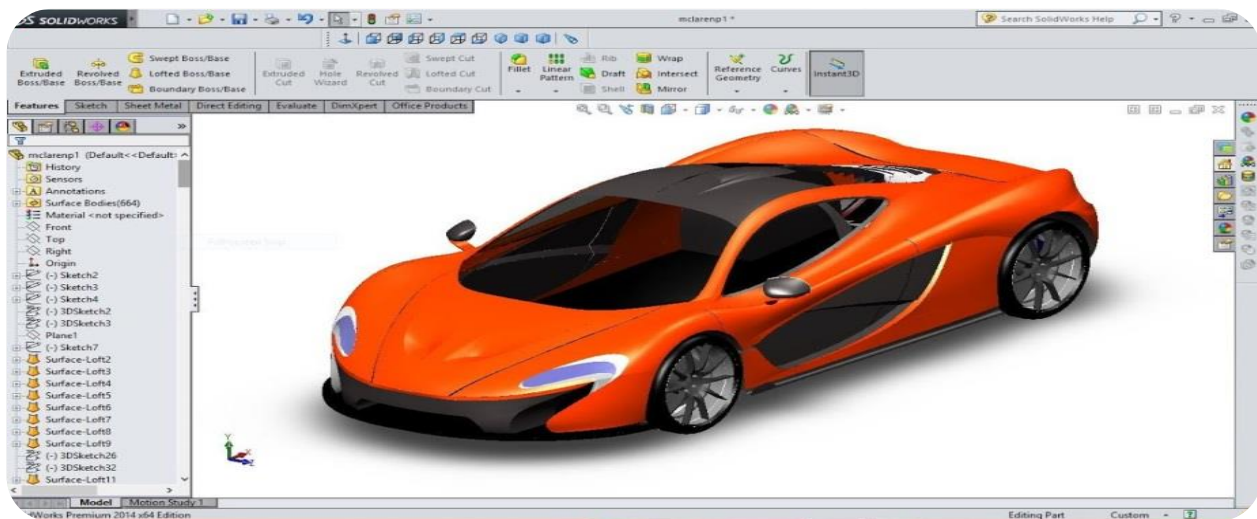 DS SOLIDWORKS
mclarenp1 *
Search SolidWorks Help
Extruded Boss/Base
Revolved Boss/Base
Swept Boss/Base
Lofted Boss/Base
Boundary Boss/Base
Extruded Cut
Hole Wizard
Revolved Cut
Swept Cut
Lofted Cut
Boundary Cut
Fillet
Linear Pattern
Rib
Draft
Shell
Wrap
Intersect
Mirror
Reference Geometry
Curves
Instant3D
Features Sketch Sheet Metal Direct Editing Evaluate DimXpert Office Products
mclarenp1 (Default<<Default:
History
Sensors
Annotations
Surface Bodies(664)
Material <not specified>
Front
Top
Right
Origin
(-) Sketch2
(-) Sketch3
(-) Sketch4
(-) 3DSketch2
(-) 3DSketch3
Plane1
(-) Sketch7
Surface-Loft2
Surface-Loft3
Surface-Loft4
Surface-Loft5
Surface-Loft6
Surface-Loft7
Surface-Loft8
Surface-Loft9
(-) 3DSketch26
(-) 3DSketch32
Surface-Loft11
Y
X
Z
Model Motion Study 1
Works Premium 2014 x64 Edition
Editing Part Custom